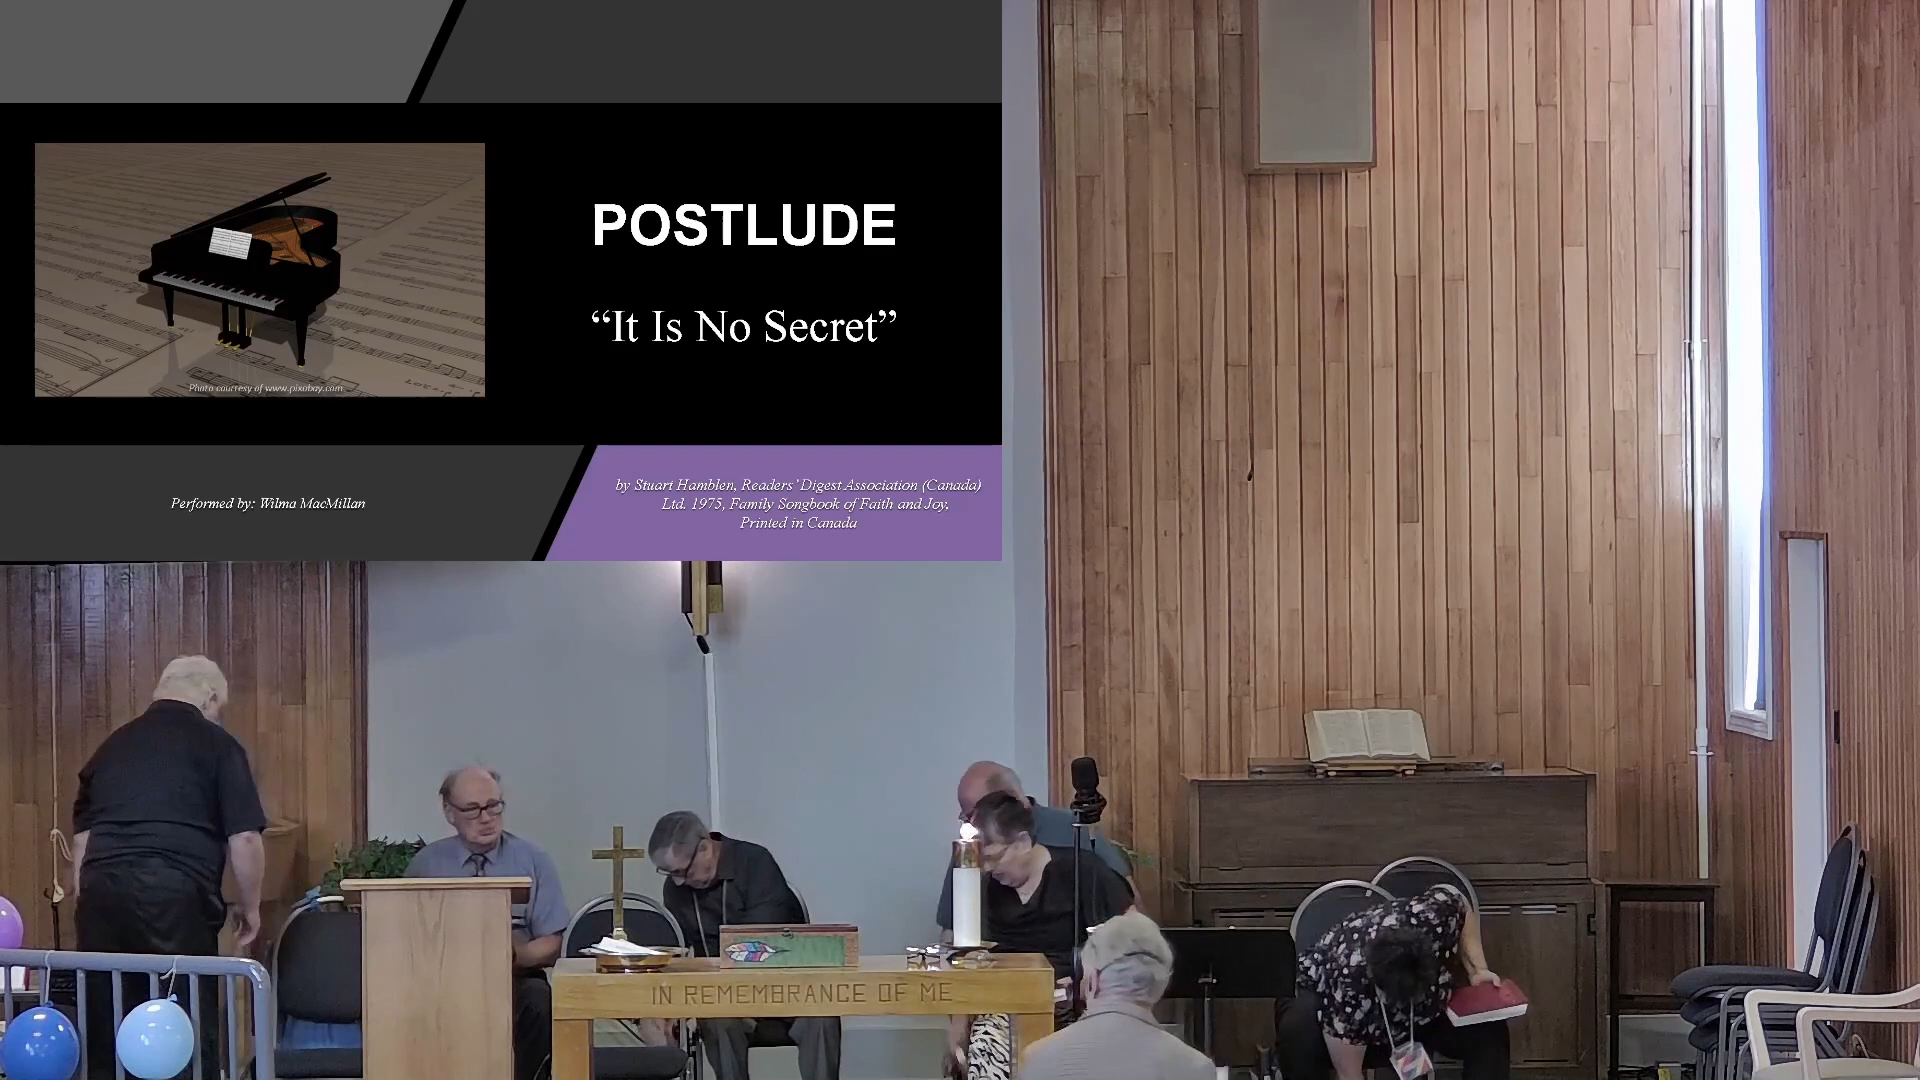 POSTLUDE
“It Is No Secret”
Photo courtesy of www.pixabay.com
Performed by: Wilma MacMillan
by Stuart Hamblen, Readers’ Digest Association (Canada)
Ltd. 1975, Family Songbook of Faith and Joy,
Printed in Canada
IN REMEMBRANCE OF ME